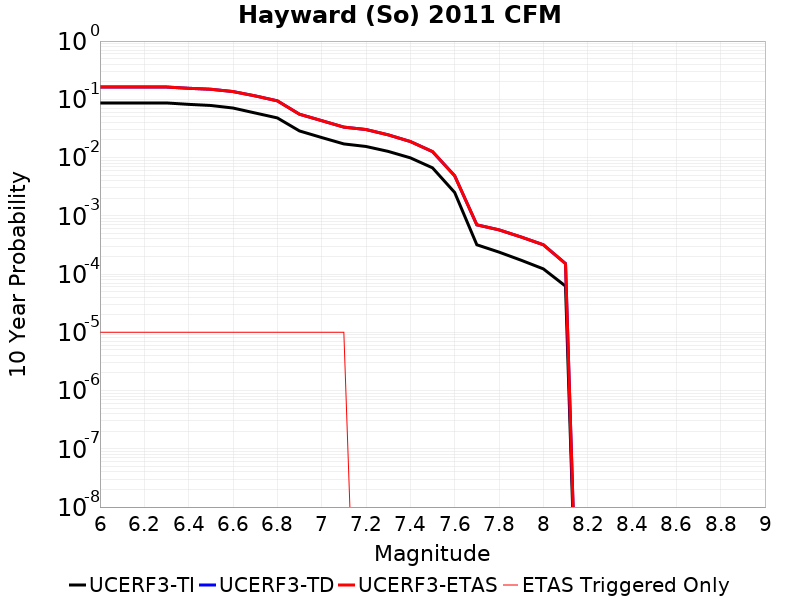 Hayward (So) 2011 CFM
10^0
10^-1
10^-2
10^-3
10^-4
10^-5
10^-6
10^-7
10^-8
10 Year Probability
6 6.2 6.4 6.6 6.8 7 7.2 7.4 7.6 7.8 8 8.2 8.4 8.6 8.8 9
Magnitude
UCERF3-TI UCERF3-TD UCERF3-ETAS ETAS Triggered Only